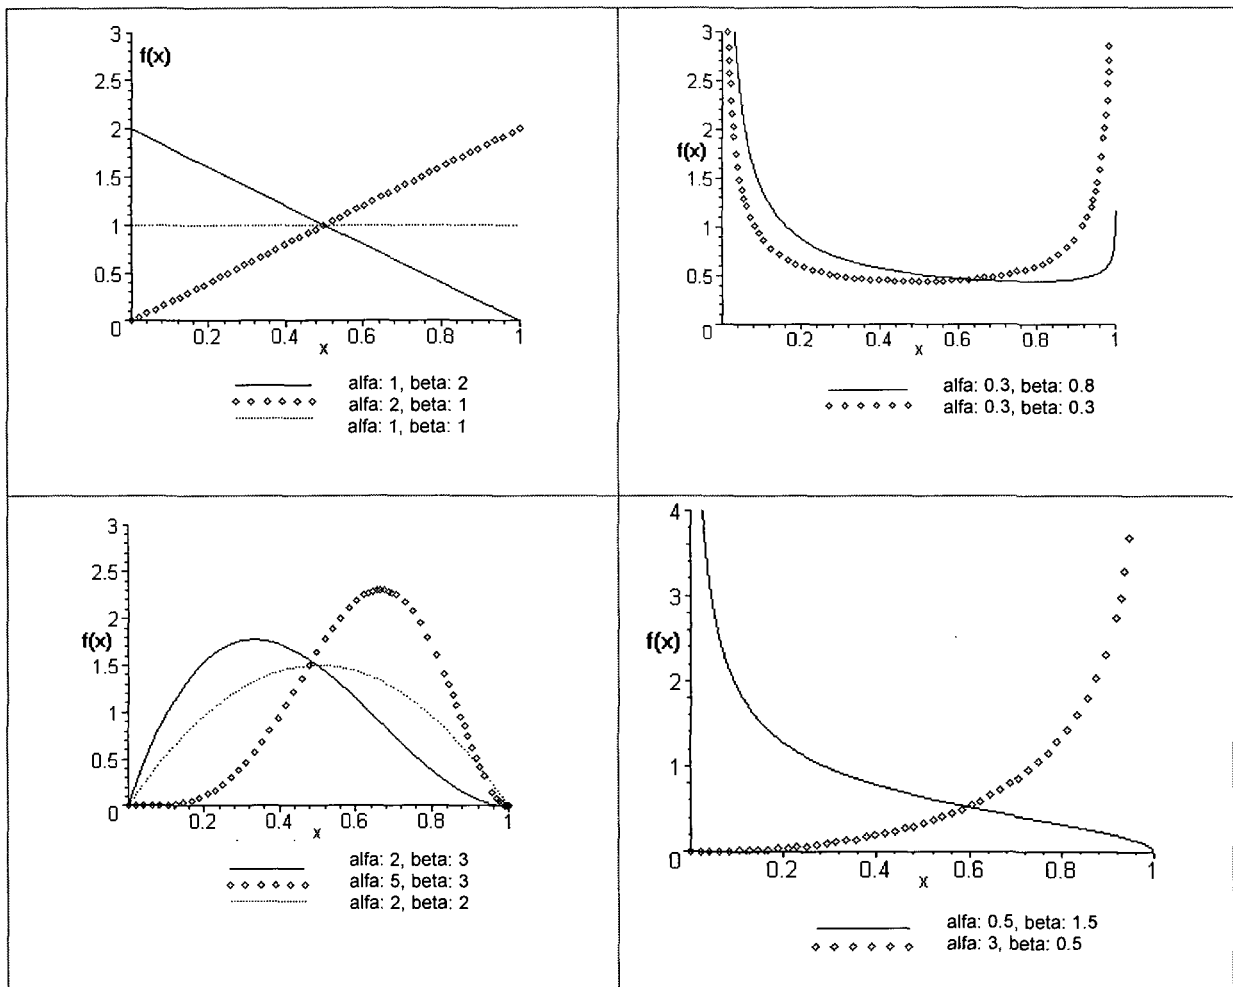 3
f(x)
2.5
2
1.5
1
0.5
0
0.2
0.4
0.6
0.8
1
x
alfa: 1, beta: 2
alfa: 2, beta: 1
alfa: 1, beta: 1
3
2.5
2
f(x)
1.5
1
0.5
0
0.2
0.4
0.6
0.8
1
x
alfa: 0.3, beta: 0.8
alfa: 0.3, beta: 0.3
3
2.5
2
f(x)
1.5
1
0.5
0
0.2
0.4
0.6
0.8
1
x
alfa: 2, beta: 3
alfa: 5, beta: 3
alfa: 2, beta: 2
4
3
f(x)
2
1
0
0.2
0.4
0.6
0.8
1
x
alfa: 0.5, beta: 1.5
alfa: 3, beta: 0.5